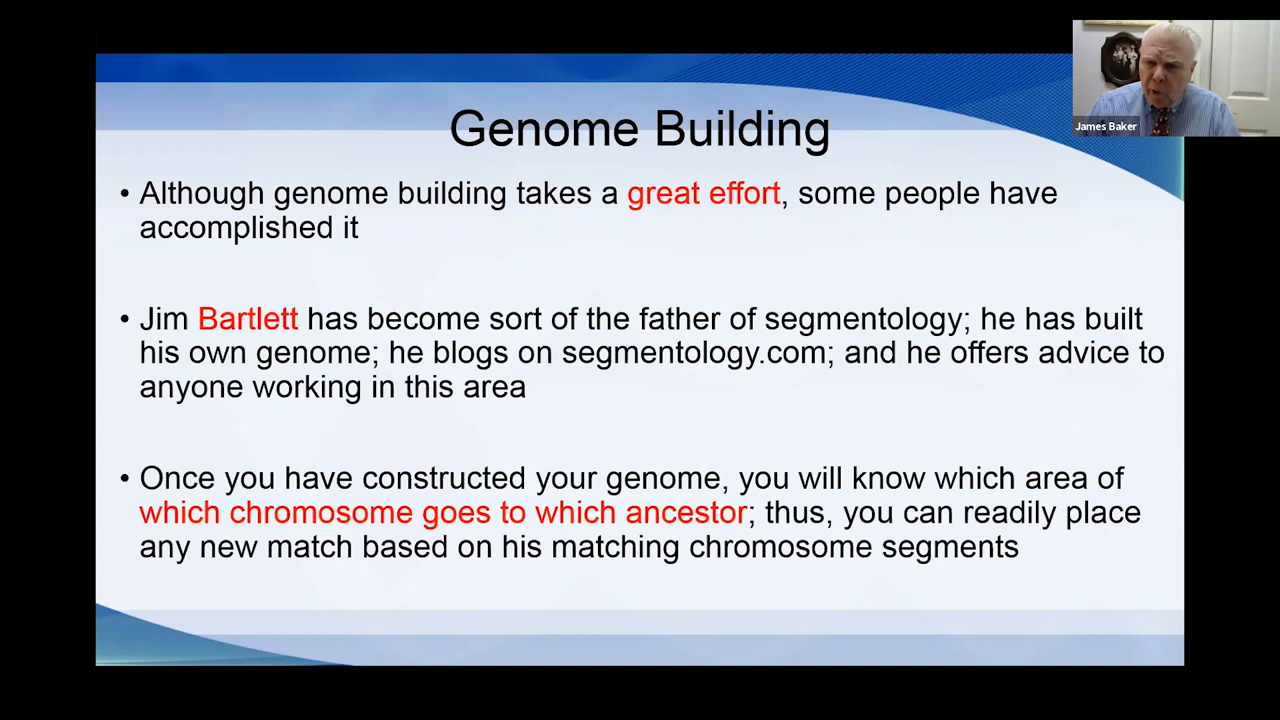 James Baker
Genome Building
• Although genome building takes a great effort, some people have
accomplished it
• Jim Bartlett has become sort of the father of segmentology; he has built
his own genome; he blogs on segmentology.com; and he offers advice to
anyone working in this area
• Once you have constructed your genome, you will know which area of
which chromosome goes to which ancestor; thus, you can readily place
any new match based on his matching chromosome segments